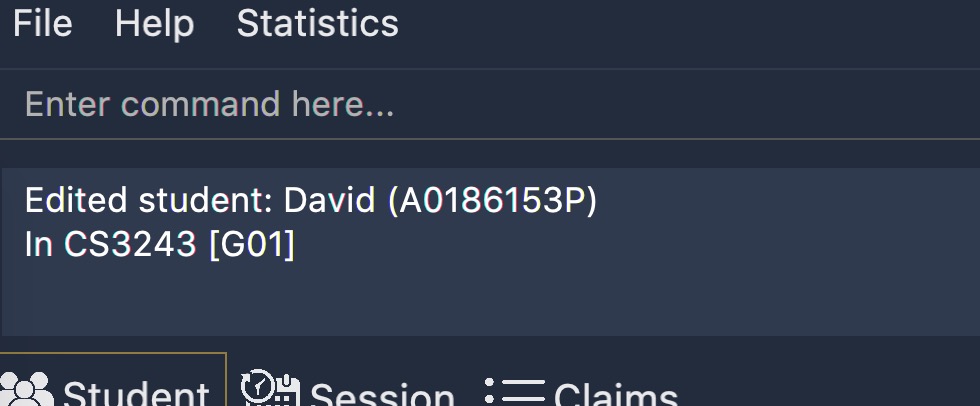 File Help Statistics
Enter command here...
Edited student: David (A0186153P)
In CS3243 [G01]
Student Session Claims